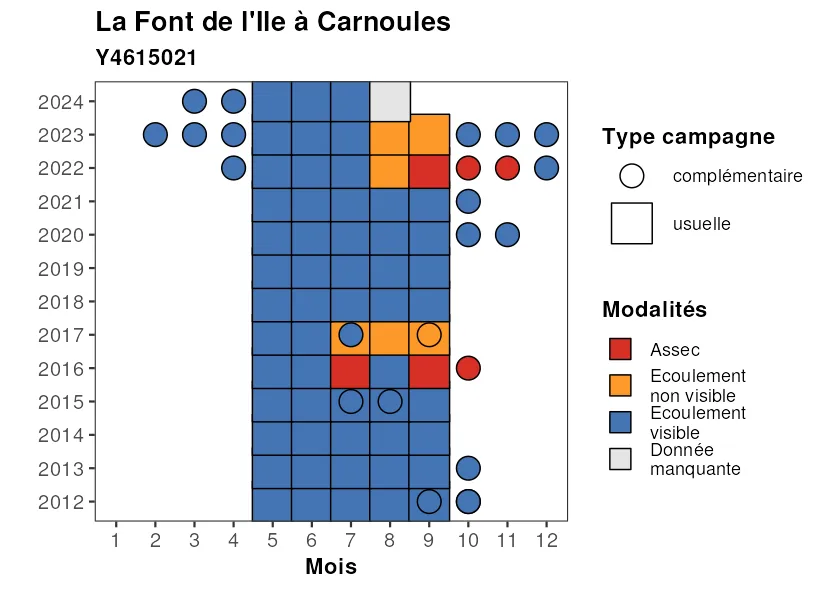 La Font de l'Ile à Carnoules
Y4615021
2024
2023
2022
2021
2020
2019
2018
2017
2016
2015
2014
2013
2012
1 2 3 4 5 6 7 8 9 10 11 12
Mois
Type campagne
complémentaire
usuelle
Modalités
Assec
Ecoulement
non visible
Ecoulement
visible
Donnée
manquante